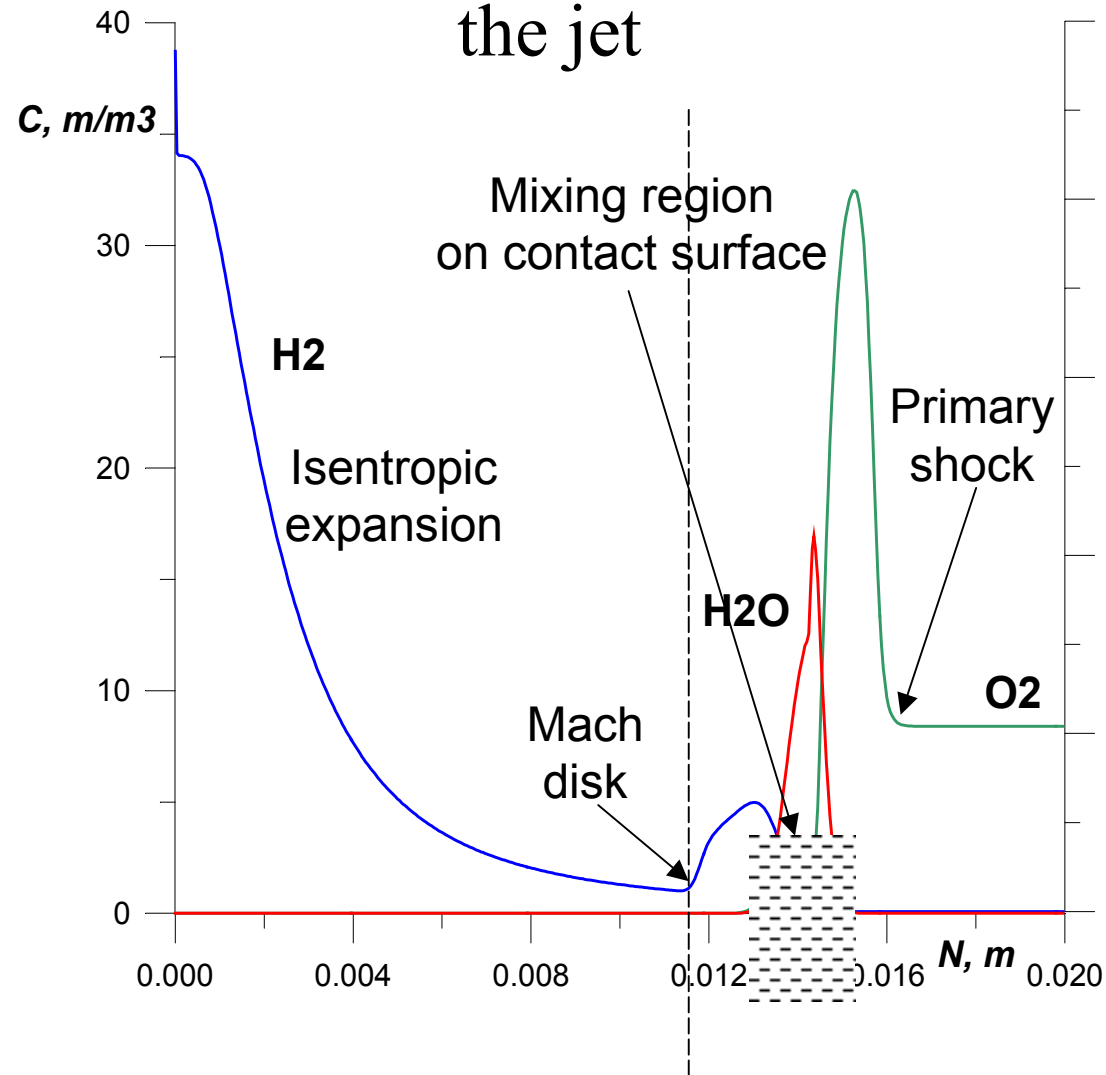 the jet
40
C, m/m3
Mixing region
on contact surface
30
H2
Primary
shock
Isentropic
expansion
20
H2O
10
O2
Mach
disk
0
N, m
0.000
0.004
0.008
0.012
0.016
0.020